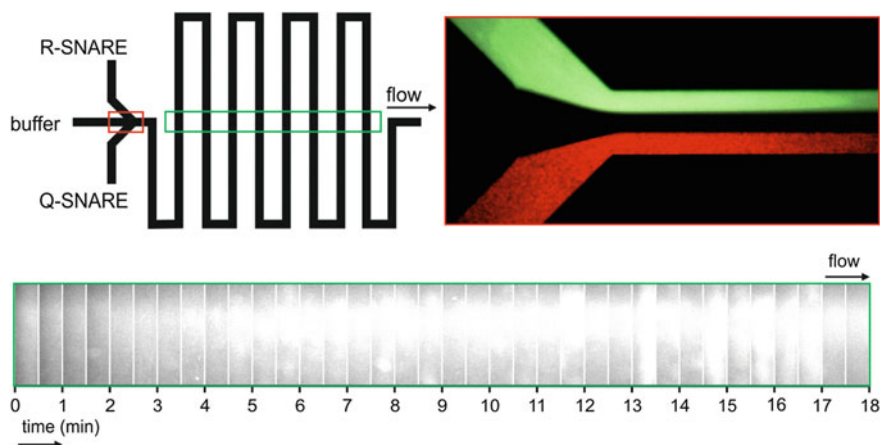 R-SNARE
buffer
Q-SNARE
flow
flow
0 1 2 3 4 5 6 7 8 9 10 11 12 13 14 15 16 17 18
time (min)